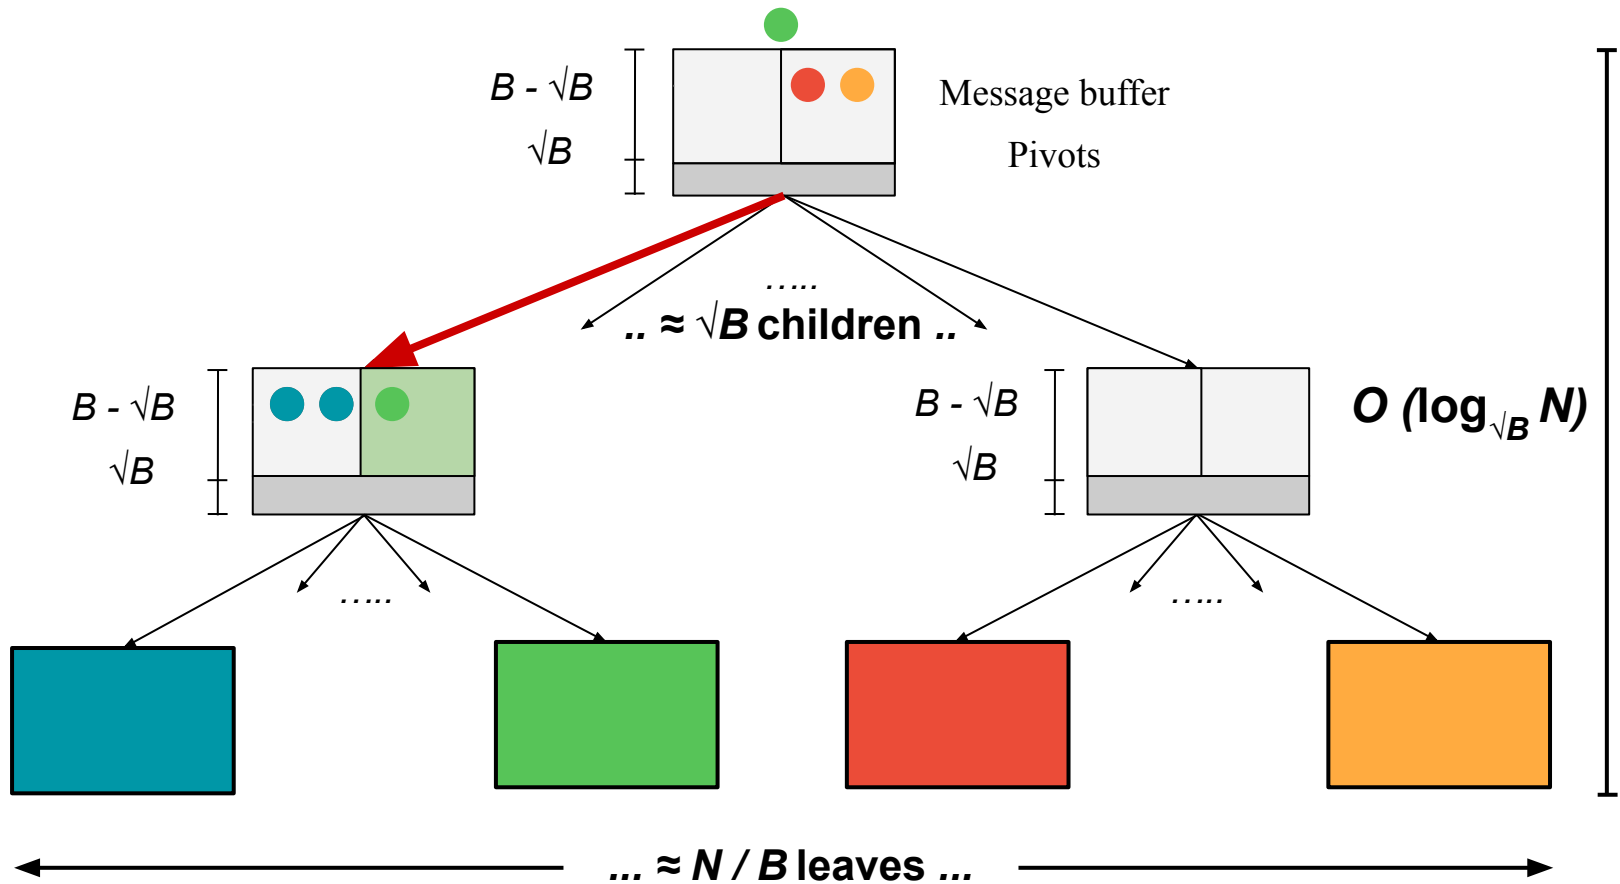 B - √B
√B
Message buffer
Pivots
.....
.. ≈ √B children ..
B - √B
√B
B - √B
√B
O (log√B N)
.....
.....
... ≈ N / B leaves ...